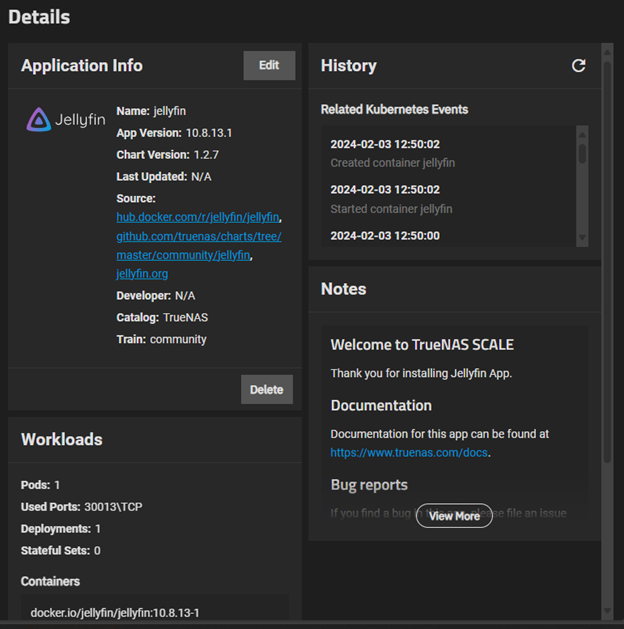 Details
Application Info
Edit
Jellyfin
Name: jellyfin
App Version: 10.8.13.1
Chart Version: 1.2.7
Last Updated: N/A
Source:
hub.docker.com/r/jellyfin/jellyfin,
github.com/truenas/charts/tree/
master/community/jellyfin,
jellyfin.org
Developer: N/A
Catalog: TrueNAS
Train: community
Delete
Workloads
Pods: 1
Used Ports: 30013\TCP
Deployments: 1
Stateful Sets: 0
Containers
docker.io/jellyfin/jellyfin:10.8.13-1
History
Related Kubernetes Events
2024-02-03 12:50:02
Created container jellyfin
2024-02-03 12:50:02
Started container jellyfin
2024-02-03 12:50:00
Notes
Welcome to TrueNAS SCALE
Thank you for installing Jellyfin App.
Documentation
Documentation for this app can be found at
https://www.truenas.com/docs.
Bug reports
If you find a bug in this app, please file an issue
View More